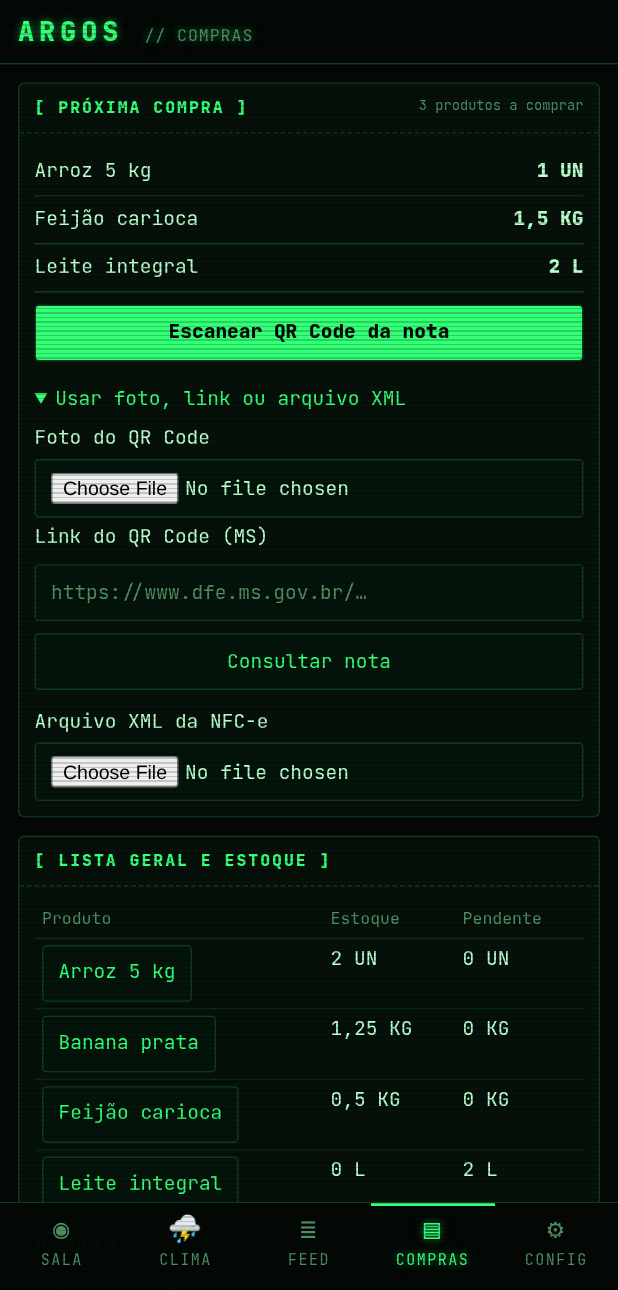 ARGOS // COMPRAS
[ PRÓXIMA COMPRA ] 3 produtos a comprar
Arroz 5 kg 1 UN
Feijão carioca 1,5 KG
Leite integral 2 L
Escanear QR Code da nota
▼ Usar foto, link ou arquivo XML
Foto do QR Code
Choose File No file chosen
Link do QR Code (MS)
https://www.dfe.ms.gov.br/…
Consultar nota
Arquivo XML da NFC-e
Choose File No file chosen
[ LISTA GERAL E ESTOQUE ]
Produto Estoque Pendente
Arroz 5 kg 2 UN 0 UN
Banana prata 1,25 KG 0 KG
Feijão carioca 0,5 KG 0 KG
Leite integral 0 L 2 L
SALA CLIMA FEED COMPRAS CONFIG